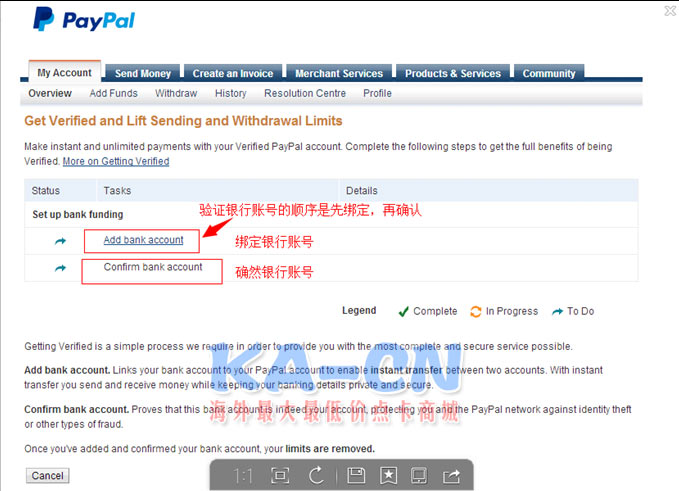 PayPal
My Account Send Money Create an Invoice Merchant Services Products & Services Community
Overview Add Funds Withdraw History Resolution Centre Profile
Get Verified and Lift Sending and Withdrawal Limits
Make instant and unlimited payments with your Verified PayPal account. Complete the following steps to get the full benefits of being
Verified. More on Getting Verified
Status Tasks Details
验证银行账号的顺序是先绑定，再确认
Set up bank funding
Add bank account 绑定银行账号
Confirm bank account 确然银行账号
Legend Complete In Progress To Do
Getting Verified is a simple process we require in order to provide you with the most complete and secure service possible.
KA-CN
Add bank account. Links your bank account to your PayPal account to enable instant transfer between two accounts. With instant
transfer you send and receive money while keeping your banking details private and secure.
海外最大最低价点卡商城
Confirm bank account. Proves that this bank account is indeed your account, protecting you and the PayPal network against identity theft
or other types of fraud.
Once you've added and confirmed your bank account, your limits are removed.
Cancel
1:1